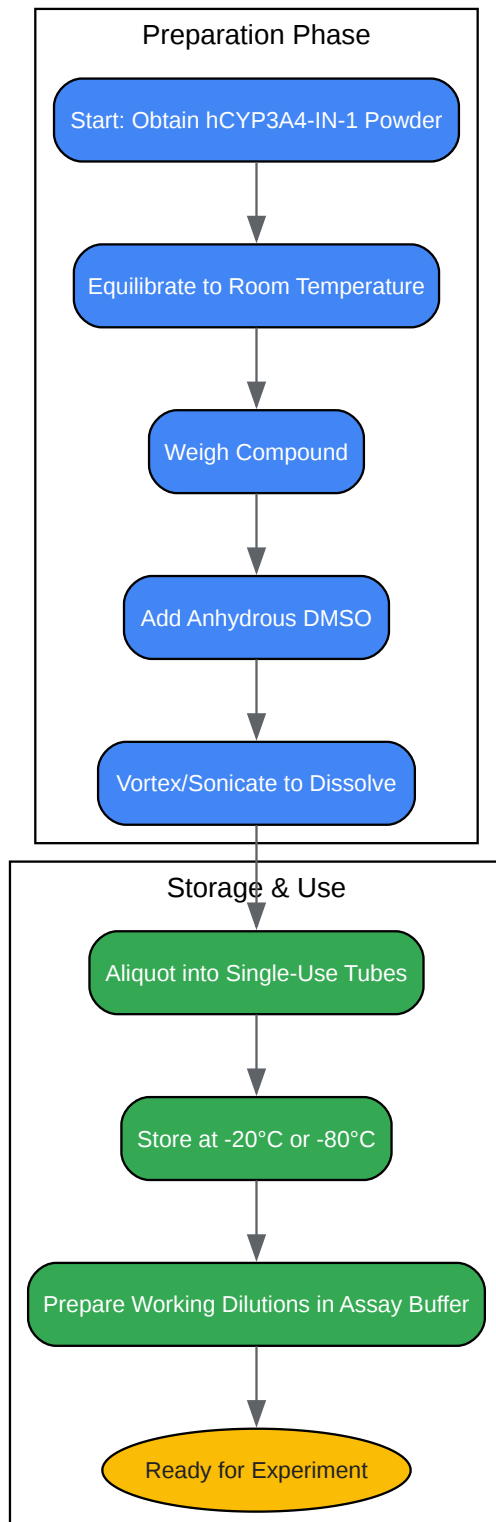 Preparation Phase
Start: Obtain hCYP3A4-IN-1 Powder
Equilibrate to Room Temperature
Weigh Compound
Add Anhydrous DMSO
Vortex/Sonicate to Dissolve
Storage & Use
Aliquot into Single-Use Tubes
Store at -20°C or -80°C
Prepare Working Dilutions in Assay Buffer
Ready for Experiment